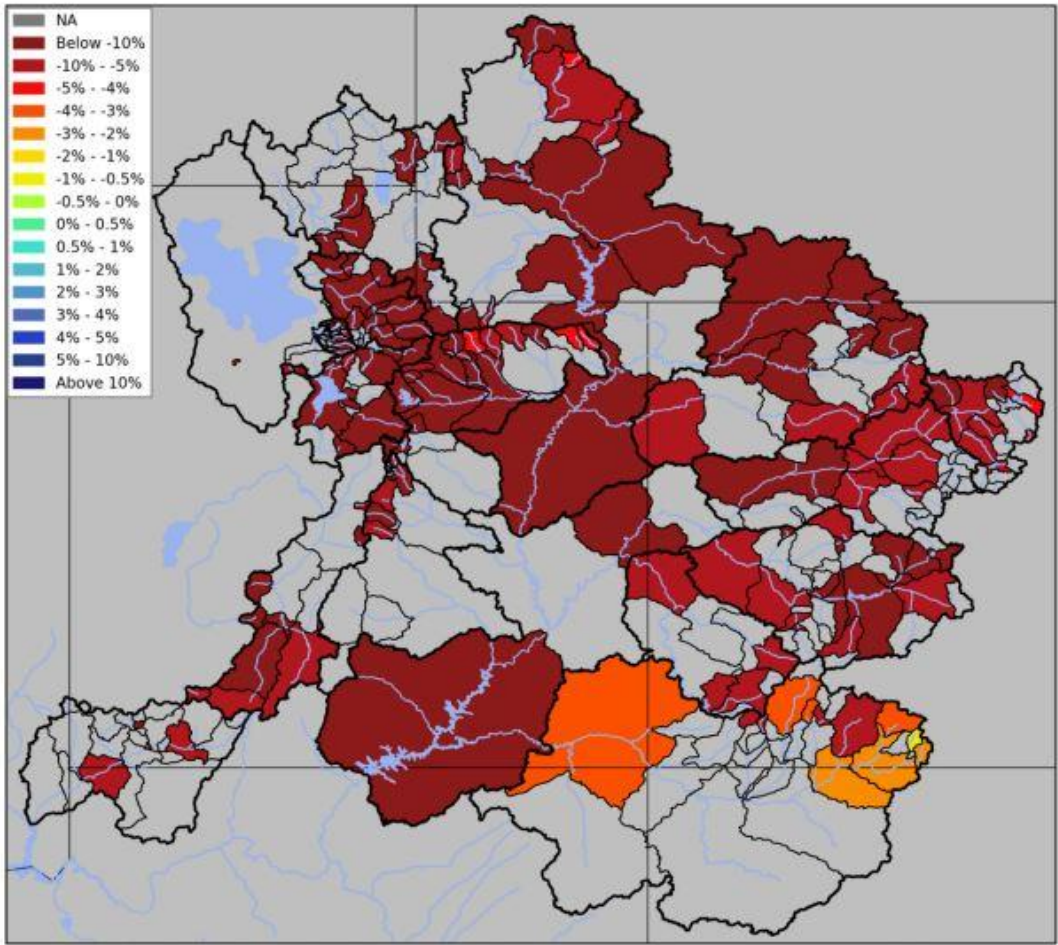 NA
Below -10%
-10% - -5%
-5% - -4%
-4% - -3%
-3% - -2%
-2% - -1%
-1% - -0.5%
-0.5% - 0%
0% - 0.5%
0.5% - 1%
1% - 2%
2% - 3%
3% - 4%
4% - 5%
5% - 10%
Above 10%